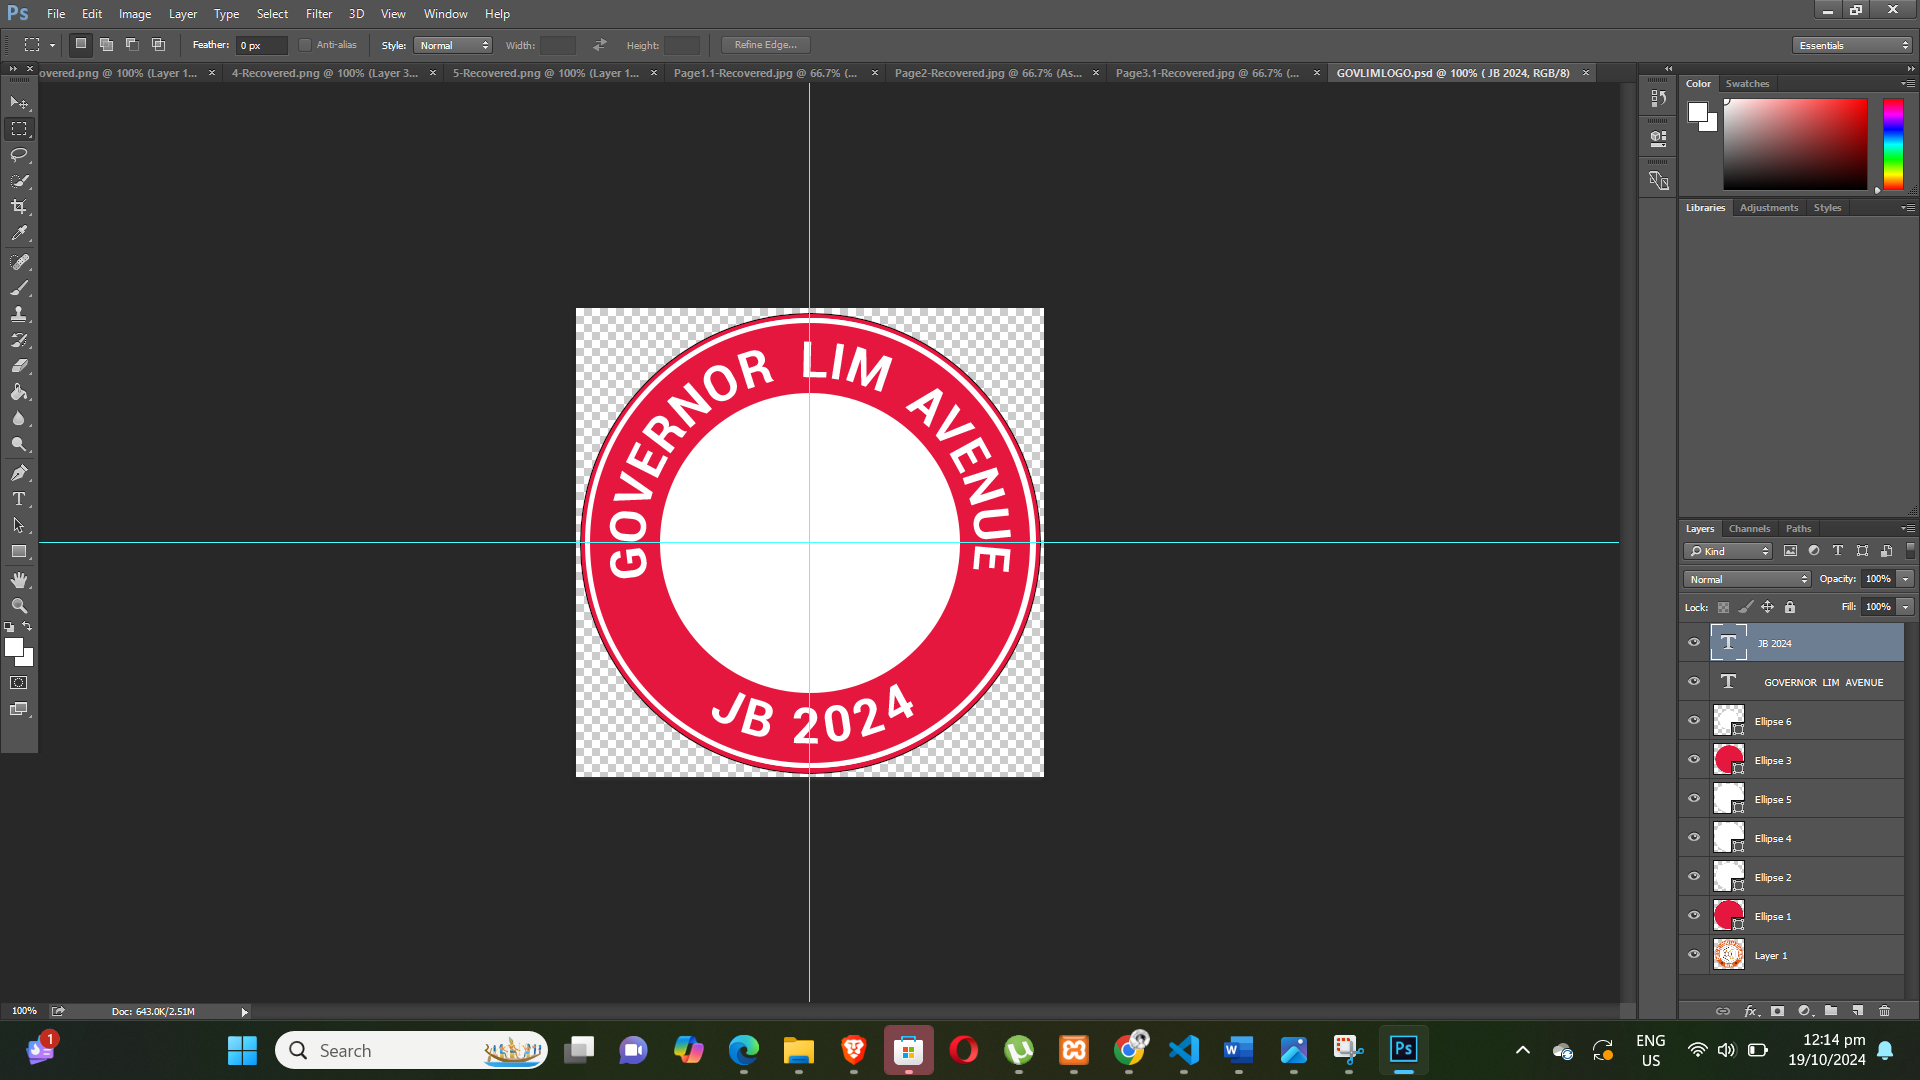 Ps File Edit Image Layer Type Select Filter 3D View Window Help
Feather: 0 px Anti-alias Style: Normal Width: Height: Refine Edge... Essentials
overed.png @ 100% (Layer 1... 4-Recovered.png @ 100% (Layer 3... 5-Recovered.png @ 100% (Layer 1... Page1.1-Recovered.jpg @ 66.7% (... Page2-Recovered.jpg @ 66.7% (As... Page3.1-Recovered.jpg @ 66.7% (... GOVLIMLOGO.psd @ 100% ( JB 2024, RGB/8)
Color Swatches
Libraries Adjustments Styles
GOVERNOR LIM AVENUE
JB 2024
Layers Channels Paths
Kind
Normal Opacity: 100%
Lock: Fill: 100%
JB 2024
GOVERNOR LIM AVENUE
Ellipse 6
Ellipse 3
Ellipse 5
Ellipse 4
Ellipse 2
Ellipse 1
Layer 1
100% Doc: 643.0K/2.51M
1 Search ENG 12:14 pm
US 19/10/2024